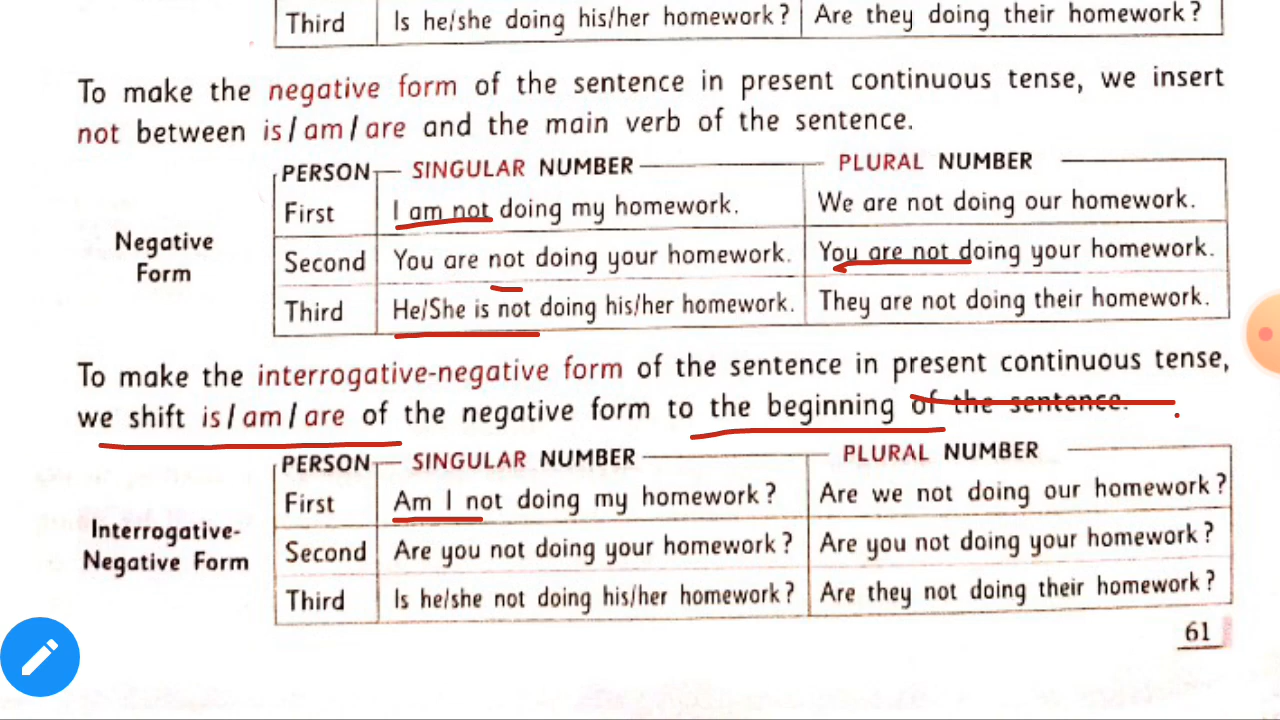 Third Is he/she doing his/her homework? Are they doing their homework?
To make the negative form of the sentence in present continuous tense, we insert
not between is/am/are and the main verb of the sentence.
PERSON SINGULAR NUMBER PLURAL NUMBER
First I am not doing my homework. We are not doing our homework.
Negative
Form
Second You are not doing your homework. You are not doing your homework.
Third He/She is not doing his/her homework. They are not doing their homework.
To make the interrogative-negative form of the sentence in present continuous tense,
we shift is/am/are of the negative form to the beginning of the sentence.
PERSON SINGULAR NUMBER PLURAL NUMBER
First Am I not doing my homework? Are we not doing our homework?
Interrogative-
Negative Form
Second Are you not doing your homework? Are you not doing your homework?
Third Is he/she not doing his/her homework? Are they not doing their homework?
61